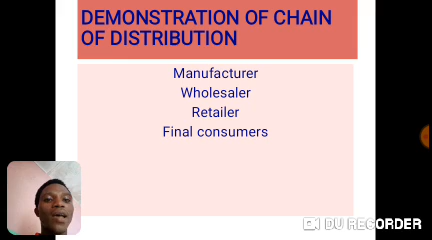 DEMONSTRATION OF CHAIN
OF DISTRIBUTION
Manufacturer
Wholesaler
Retailer
Final consumers
DU RECORDER